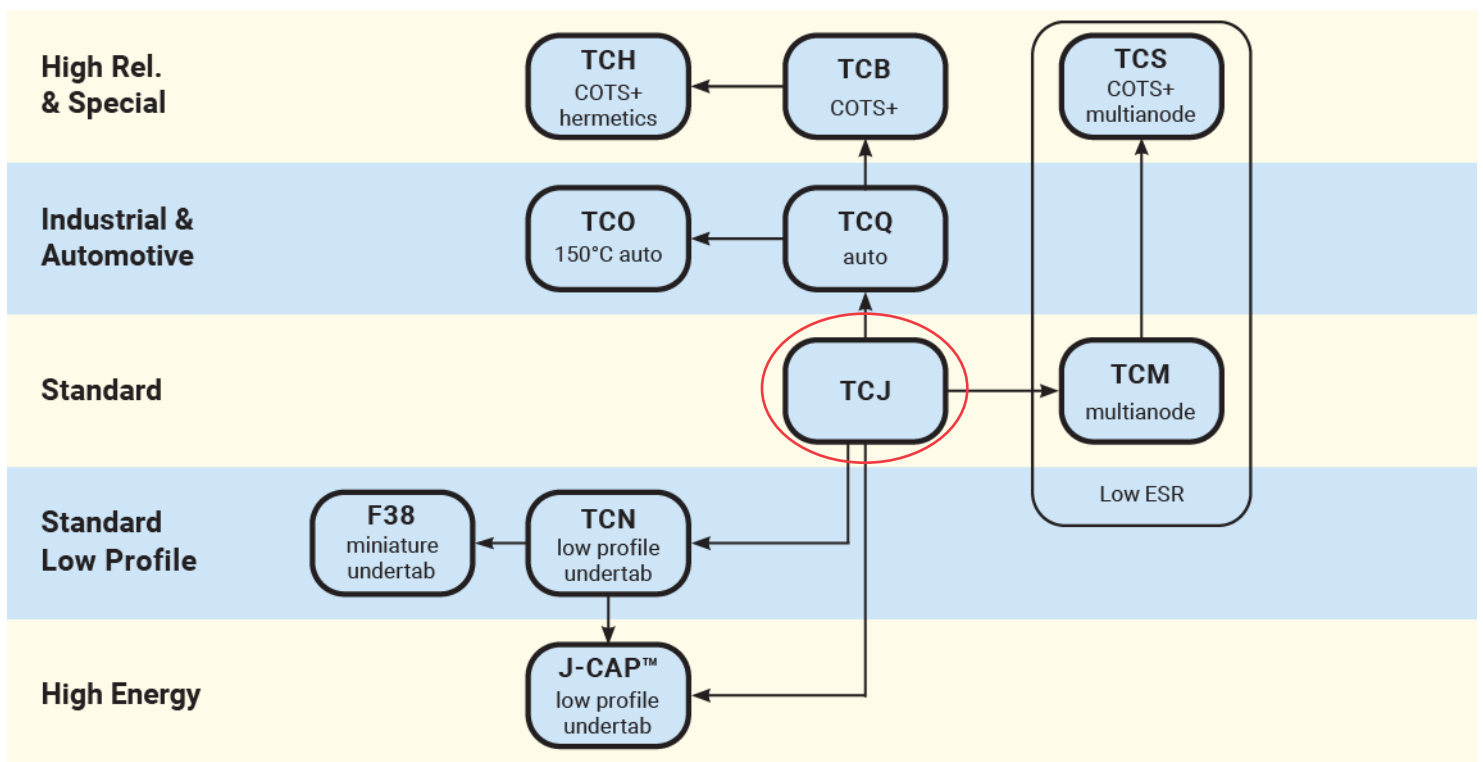 High Rel.
& Special
TCH
COTS+
hermetics
TCB
COTS+
TCS
COTS+
multianode
Industrial &
Automotive
TCO
150°C auto
TCQ
auto
Standard
TCJ
TCM
multianode
Low ESR
Standard
Low Profile
F38
miniature
undertab
TCN
low profile
undertab
High Energy
J-CAP™
low profile
undertab